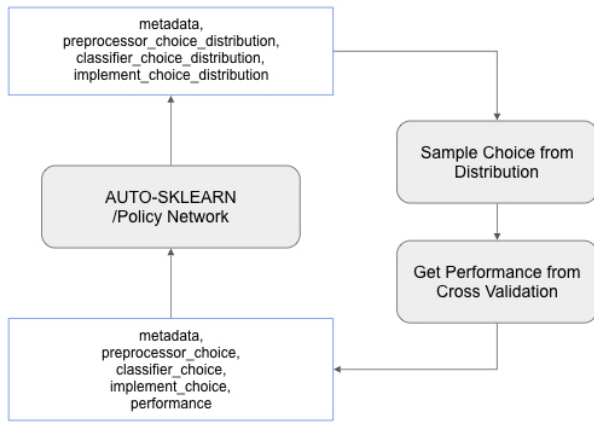 metadata,
preprocessor_choice_distribution,
classifier_choice_distribution,
implement_choice_distribution
Sample Choice from
Distribution
AUTO-SKLEARN
/Policy Network
Get Performance from
Cross Validation
metadata,
preprocessor_choice,
classifier_choice,
implement_choice,
performance